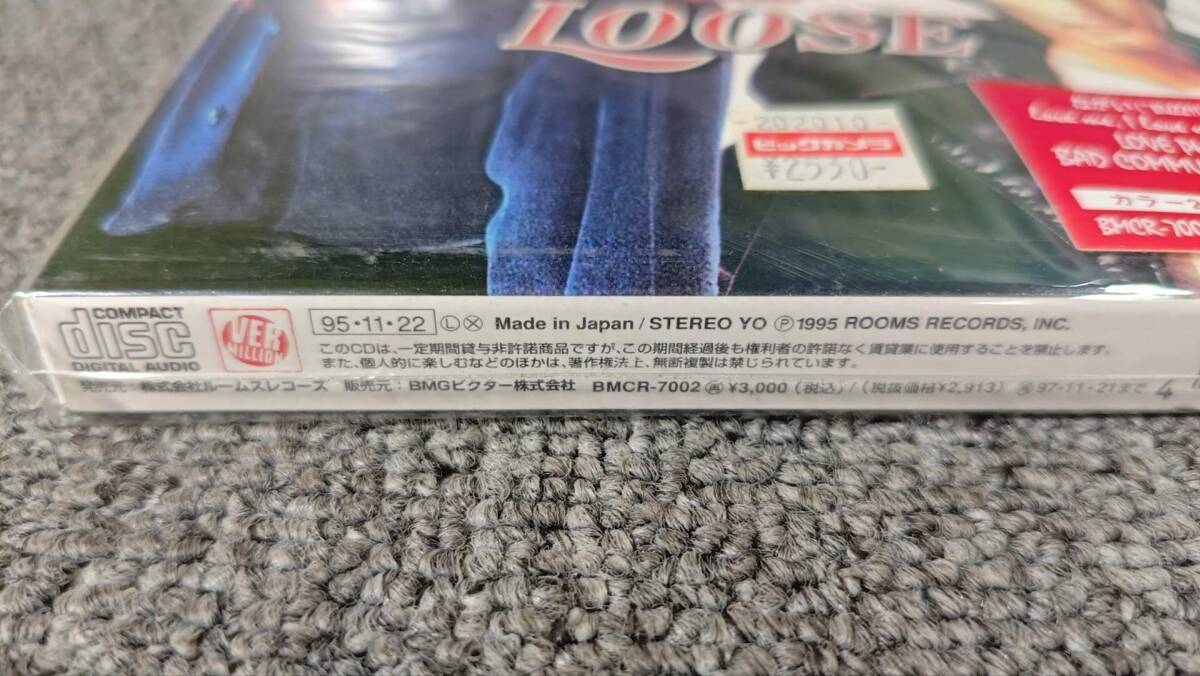 LOOSE
202010-
ビックカメラ
¥2550-
LOVE
BAD COMMU
カラー
BMCR-700
COMPACT
disc
DIGITAL AUDIO
VER
MILLION
95・11・22 Ⓛ Ⓧ Made in Japan / STEREO YO Ⓟ 1995 ROOMS RECORDS, INC.
このCDは、一定期間貸与非許諾商品ですが、この期間経過後も権利者の許諾なく賃貸業に使用することを禁止します。
また、個人的に楽しむなどのほかは、著作権法上、無断複製は禁じられています。
株式会社ルームスレコーズ 販売元：BMGビクター株式会社 BMCR-7002 ㊫¥3,000（税込）/（税抜価格¥2,913） 97・11・21まで 4